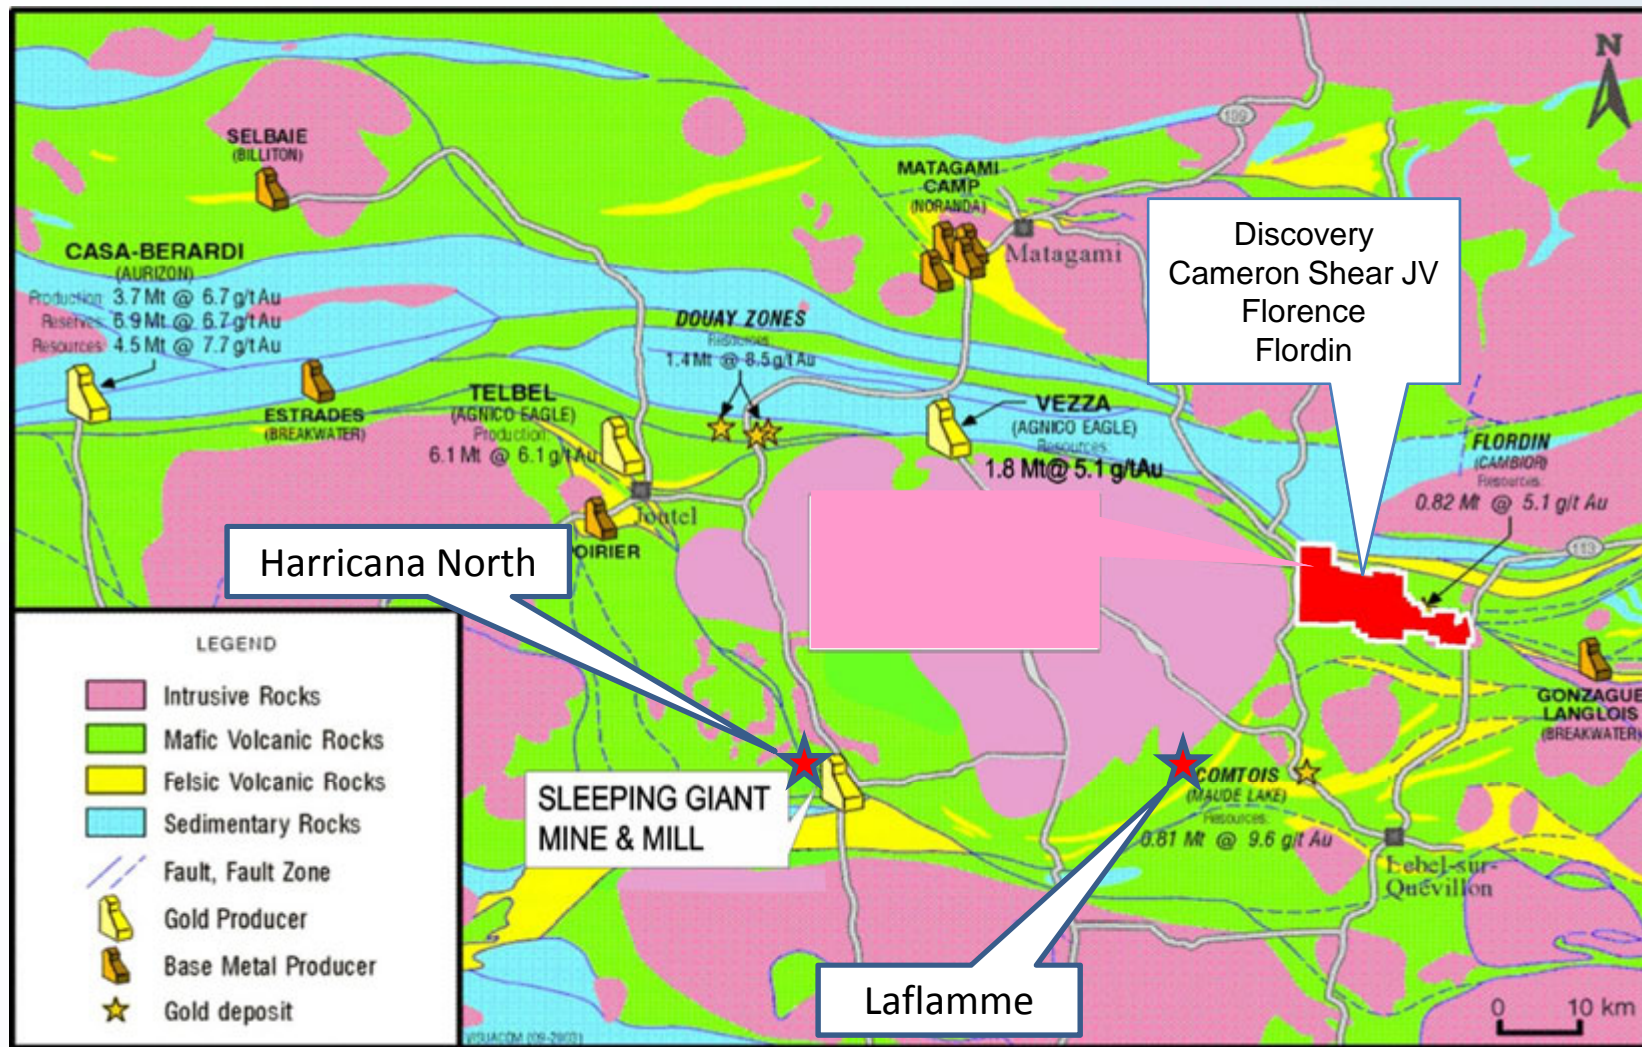 N
109
SELBAIE
(BILLITON)
MATAGAMI
CAMP
(NORANDA)
Matagami
Discovery
Cameron Shear JV
Florence
Flordin
CASA-BERARDI
(AURIZON)
Production: 3.7 Mt @ 6.7 g/t Au
Reserves: 6.9 Mt @ 6.7 g/t Au
Resources: 4.5 Mt @ 7.7 g/t Au
DOUAY ZONES
Resources:
1.4 Mt @ 8.5 g/t Au
ESTRADES
(BREAKWATER)
TELBEL
(AGNICO EAGLE)
Production:
6.1 Mt @ 6.1 g/t Au
VEZZA
(AGNICO EAGLE)
Resources:
1.8 Mt@ 5.1 g/tAu
FLORDIN
(CAMBIOR)
Resources:
0.82 Mt @ 5.1 g/t Au
Joutel
POIRIER
113
Harricana North
GONZAGUE
LANGLOIS
(BREAKWATER)
SLEEPING GIANT
MINE & MILL
COMTOIS
(MAUDE LAKE)
Resources:
0.81 Mt @ 9.6 g/t Au
Lebel-sur-
Quévillon
Laflamme
LEGEND
Intrusive Rocks
Mafic Volcanic Rocks
Felsic Volcanic Rocks
Sedimentary Rocks
Fault, Fault Zone
Gold Producer
Base Metal Producer
Gold deposit
0 10 km